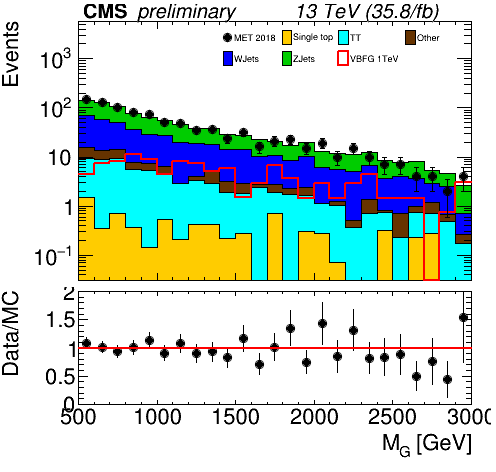 CMS preliminary 13 TeV (35.8/fb)
Events
MET 2018 Single top TT Other
WJets ZJets VBFG 1TeV
10³
10²
10
1
10⁻¹
Data/MC
2
1.5
1
0.5
0
500 1000 1500 2000 2500 3000
M_G [GeV]